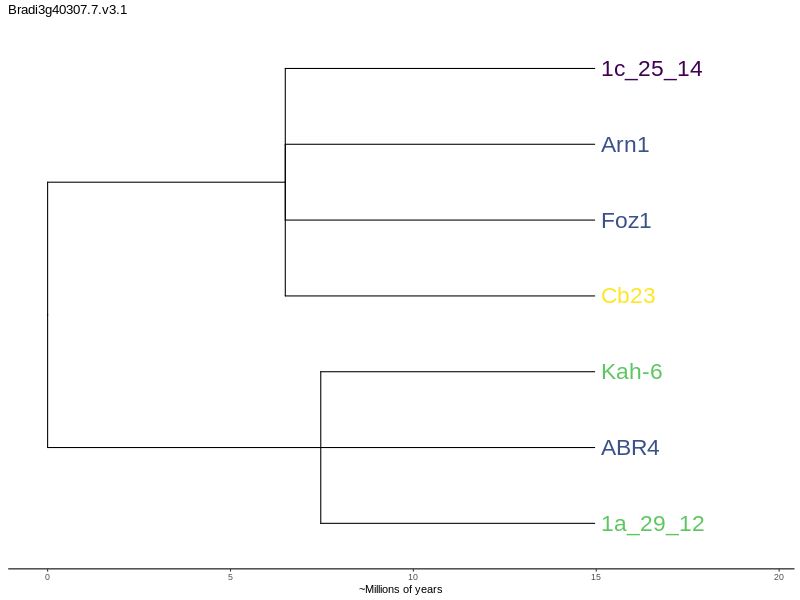 Bradi3g40307.7.v3.1
1c_25_14
Arn1
Foz1
Cb23
Kah-6
ABR4
1a_29_12
0 5 10 15 20
~Millions of years